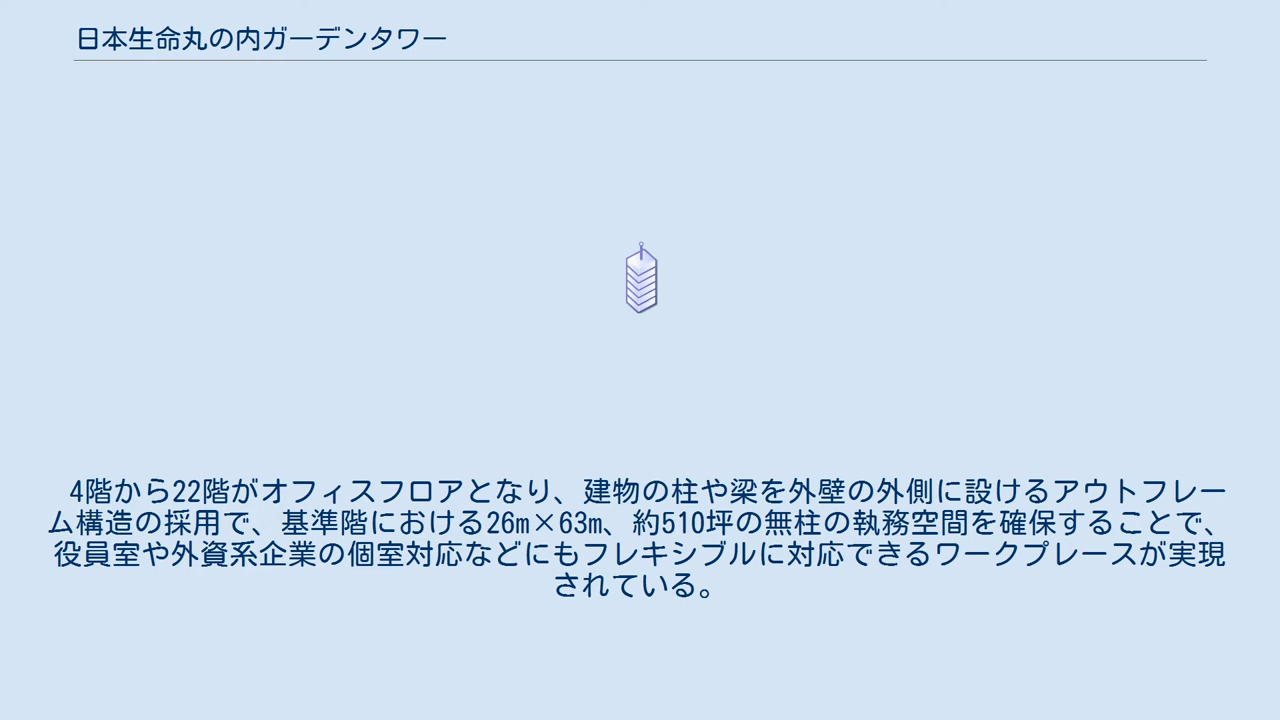 日本生命丸の内ガーデンタワー
4階から22階がオフィスフロアとなり、建物の柱や梁を外壁の外側に設けるアウトフレー
ム構造の採用で、基準階における26m×63m、約510坪の無柱の執務空間を確保することで、
役員室や外資系企業の個室対応などにもフレキシブルに対応できるワークプレースが実現
されている。